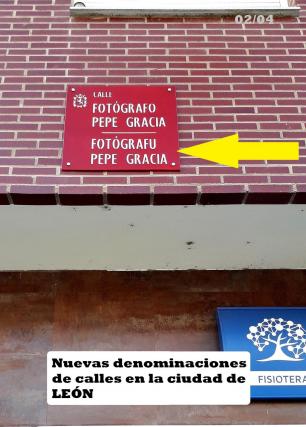 02/04
CALLE
FOTÓGRAFO
PEPE GRACIA
FOTÓGRAFU
PEPE GRACIA
FISIOTERA
Nuevas denominaciones
de calles en la ciudad de
LEÓN